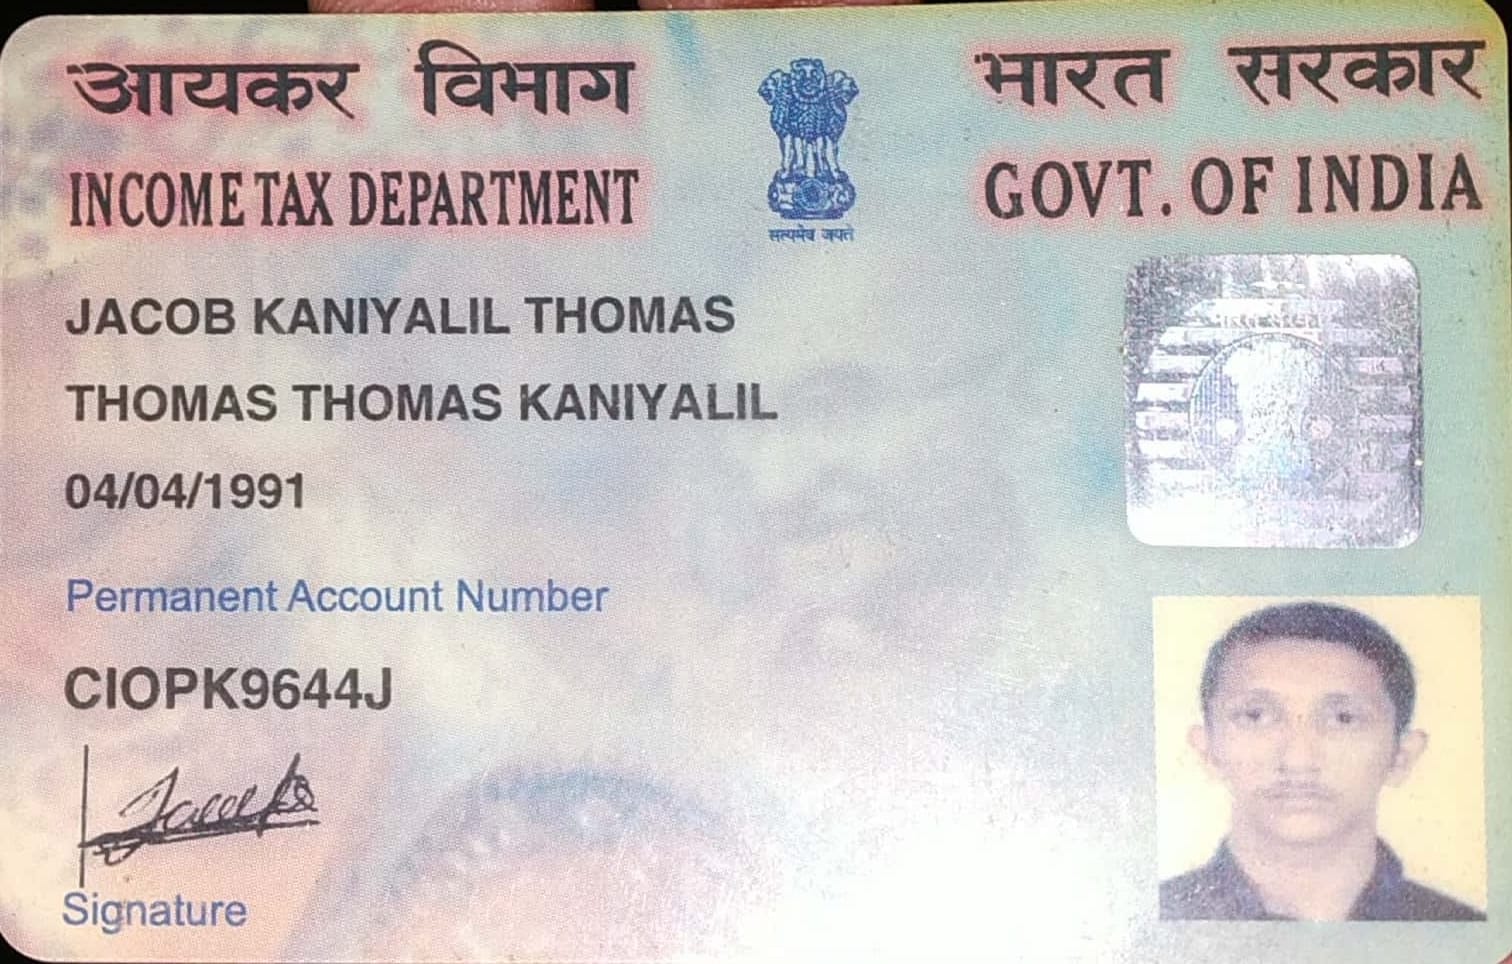 आयकर विभाग
INCOME TAX DEPARTMENT
सत्यमेव जयते
भारत सरकार
GOVT. OF INDIA
JACOB KANIYALIL THOMAS
THOMAS THOMAS KANIYALIL
04/04/1991
Permanent Account Number
CIOPK9644J
Signature